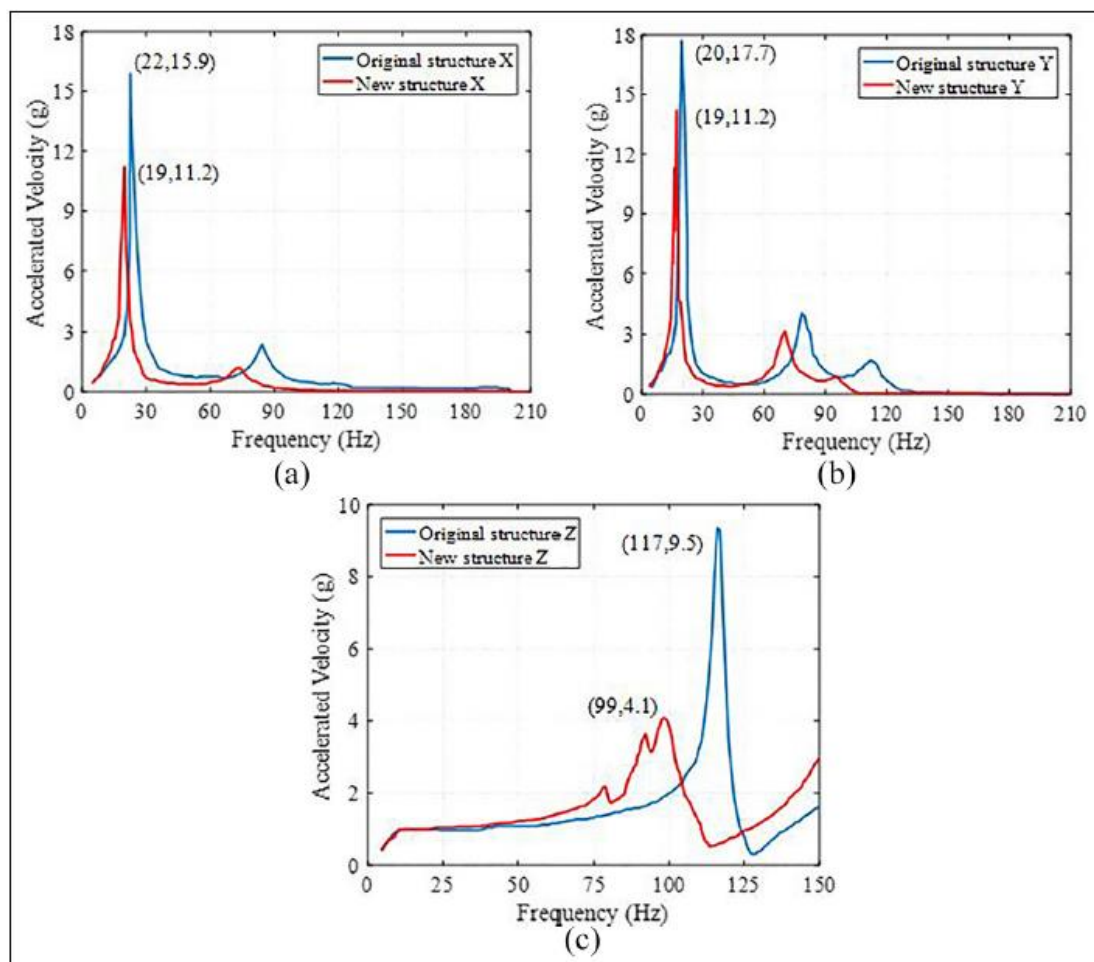 18
15
12
9
6
3
0
Accelerated Velocity (g)
(22,15.9)
(19,11.2)
Original structure X
New structure X
0 30 60 90 120 150 180 210
Frequency (Hz)
(a)
18
15
12
9
6
3
0
Accelerated Velocity (g)
(20,17.7)
(19,11.2)
Original structure Y
New structure Y
0 30 60 90 120 150 180 210
Frequency (Hz)
(b)
10
8
6
4
2
0
Accelerated Velocity (g)
Original structure Z
New structure Z
(117,9.5)
(99,4.1)
0 25 50 75 100 125 150
Frequency (Hz)
(c)